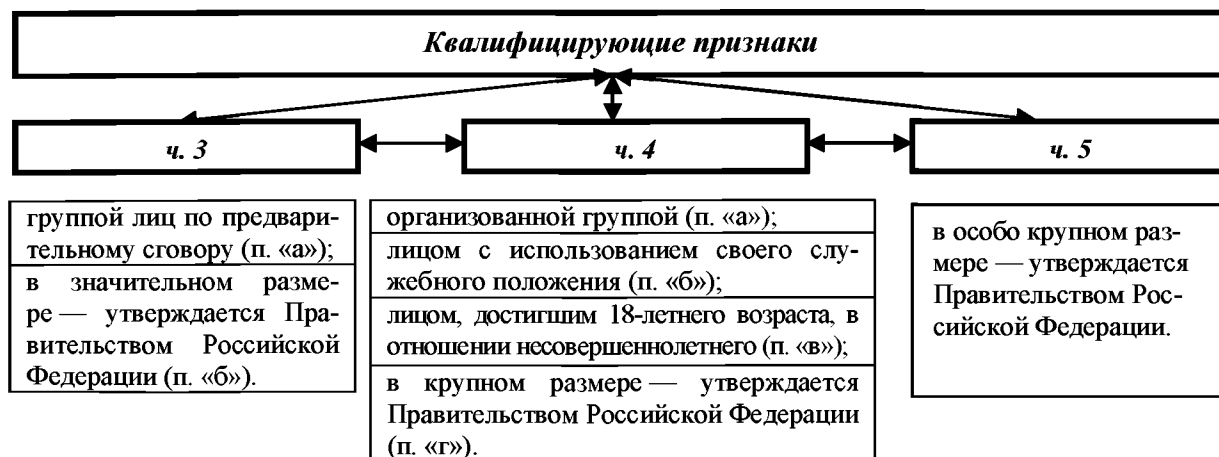 Квалифицирующие признаки
ч. 3
ч. 4
ч. 5
группой лиц по предвари-
тельному сговору (п. «а»);
в значительном разме-
ре — утверждается Пра-
вительством Российской
Федерации (п. «б»).
организованной группой (п. «а»);
лицом с использованием своего слу-
жебного положения (п. «б»);
лицом, достигшим 18-летнего возраста, в
отношении несовершеннолетнего (п. «в»);
в крупном размере — утверждается
Правительством Российской Федерации
(п. «г»).
в особо крупном раз-
мере — утверждается
Правительством Рос-
сийской Федерации.